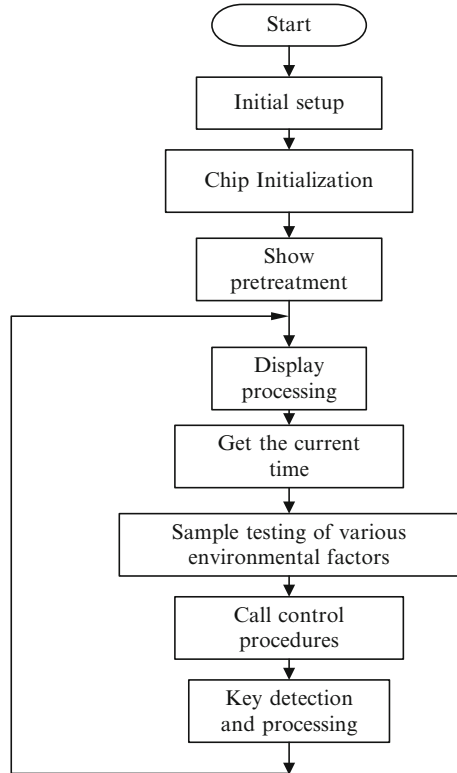 Start
Initial setup
Chip Initialization
Show
pretreatment
Display
processing
Get the current
time
Sample testing of various
environmental factors
Call control
procedures
Key detection
and processing